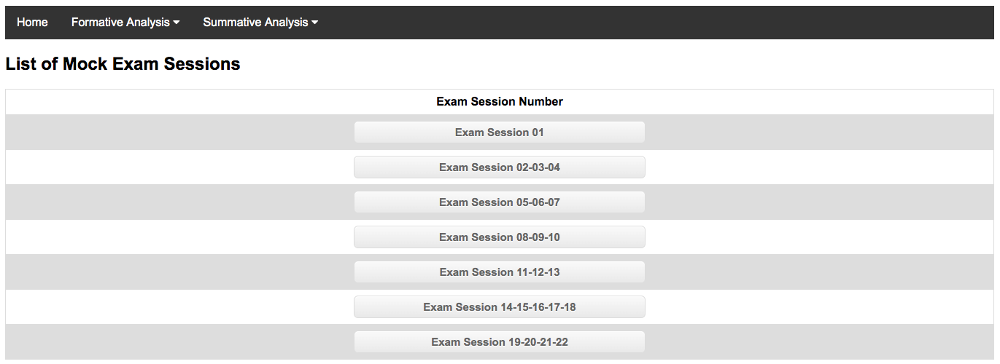 Home Formative Analysis Summative Analysis
List of Mock Exam Sessions
Exam Session Number
Exam Session 01
Exam Session 02-03-04
Exam Session 05-06-07
Exam Session 08-09-10
Exam Session 11-12-13
Exam Session 14-15-16-17-18
Exam Session 19-20-21-22